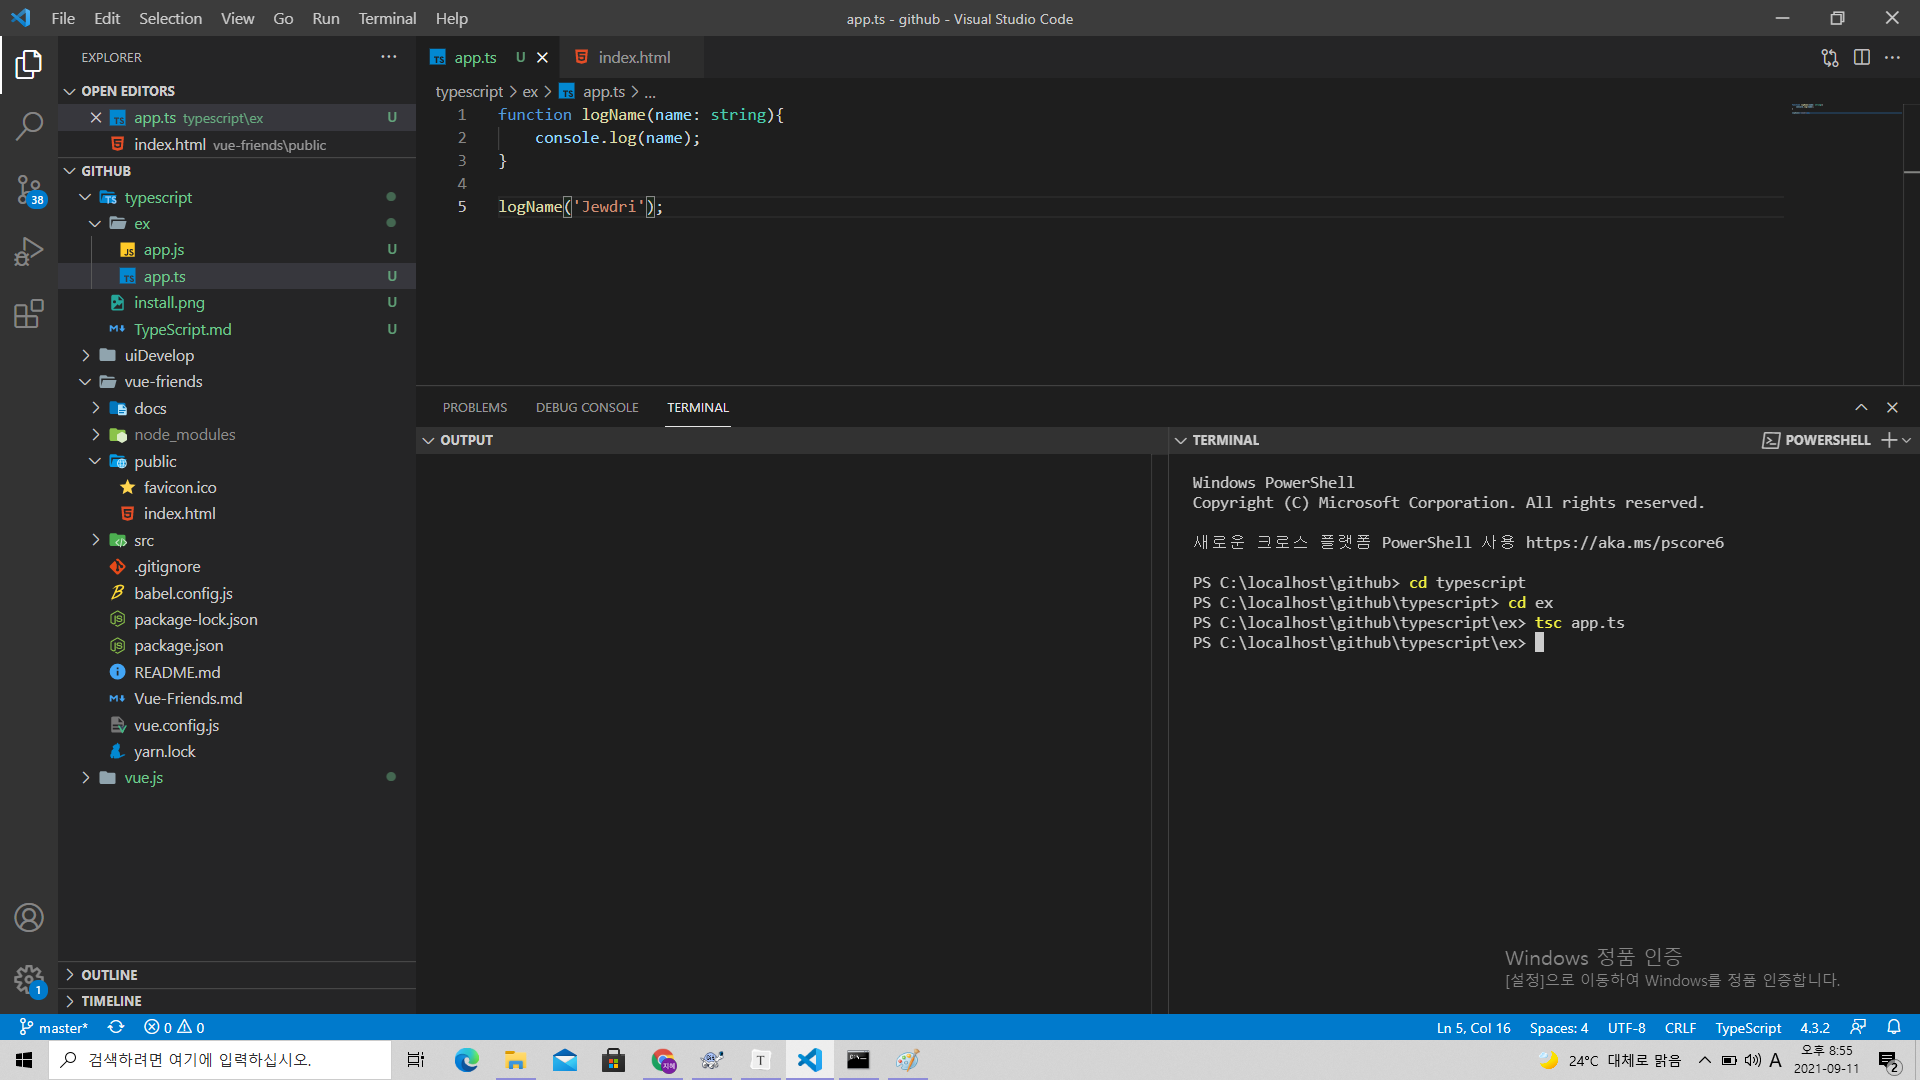 File Edit Selection View Go Run Terminal Help
app.ts - github - Visual Studio Code
EXPLORER
OPEN EDITORS
app.ts typescript\ex U
index.html vue-friends\public
GITHUB
typescript
ex
app.js U
app.ts U
install.png U
TypeScript.md U
uiDevelop
vue-friends
docs
node_modules
public
favicon.ico
index.html
src
.gitignore
babel.config.js
package-lock.json
package.json
README.md
Vue-Friends.md
vue.config.js
yarn.lock
vue.js
OUTLINE
TIMELINE
38
1
app.ts U
index.html
typescript > ex > TS app.ts > ...
1 function logName(name: string){
2 console.log(name);
3 }
4
5 logName('Jewdri');
PROBLEMS DEBUG CONSOLE TERMINAL
OUTPUT
TERMINAL
POWERSHELL
Windows PowerShell
Copyright (C) Microsoft Corporation. All rights reserved.
새로운 크로스 플랫폼 PowerShell 사용 https://aka.ms/pscore6
PS C:\localhost\github> cd typescript
PS C:\localhost\github\typescript> cd ex
PS C:\localhost\github\typescript\ex> tsc app.ts
PS C:\localhost\github\typescript\ex>
Windows 정품 인증
[설정]으로 이동하여 Windows를 정품 인증합니다.
master* 0 0
Ln 5, Col 16 Spaces: 4 UTF-8 CRLF TypeScript 4.3.2
검색하려면 여기에 입력하십시오.
지혜
T
24°C 대체로 맑음
A
오후 8:55
2021-09-11
2